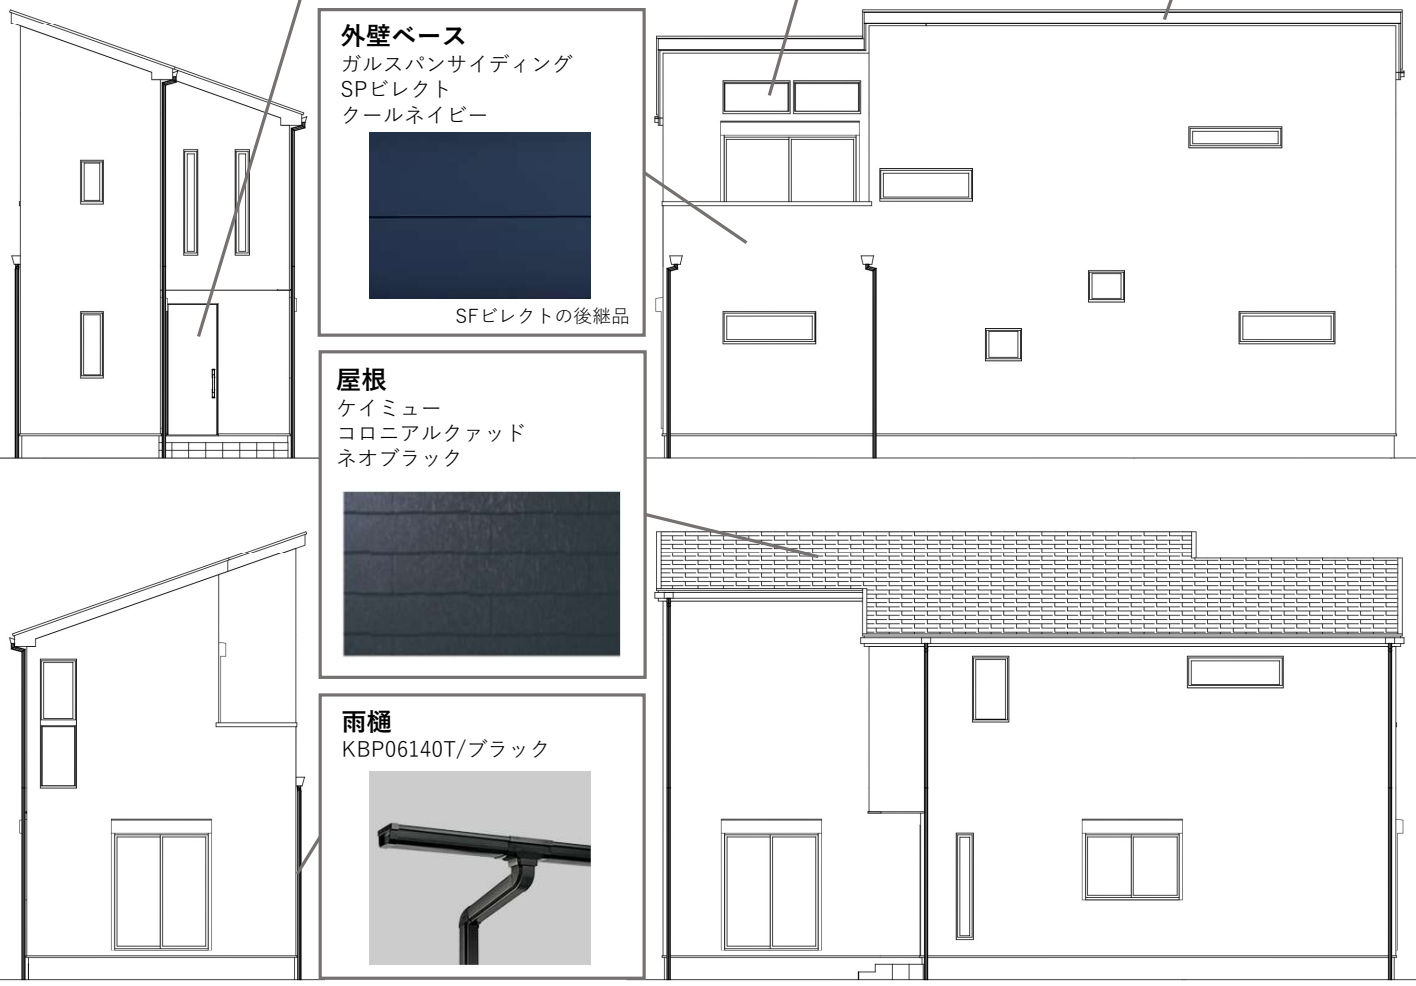 外壁ベース
ガルスパンサイディング
SPビレクト
クールネイビー
SFビレクトの後継品
屋根
ケイミュー
コロニアルクァッド
ネオブラック
雨樋
KBP06140T/ブラック